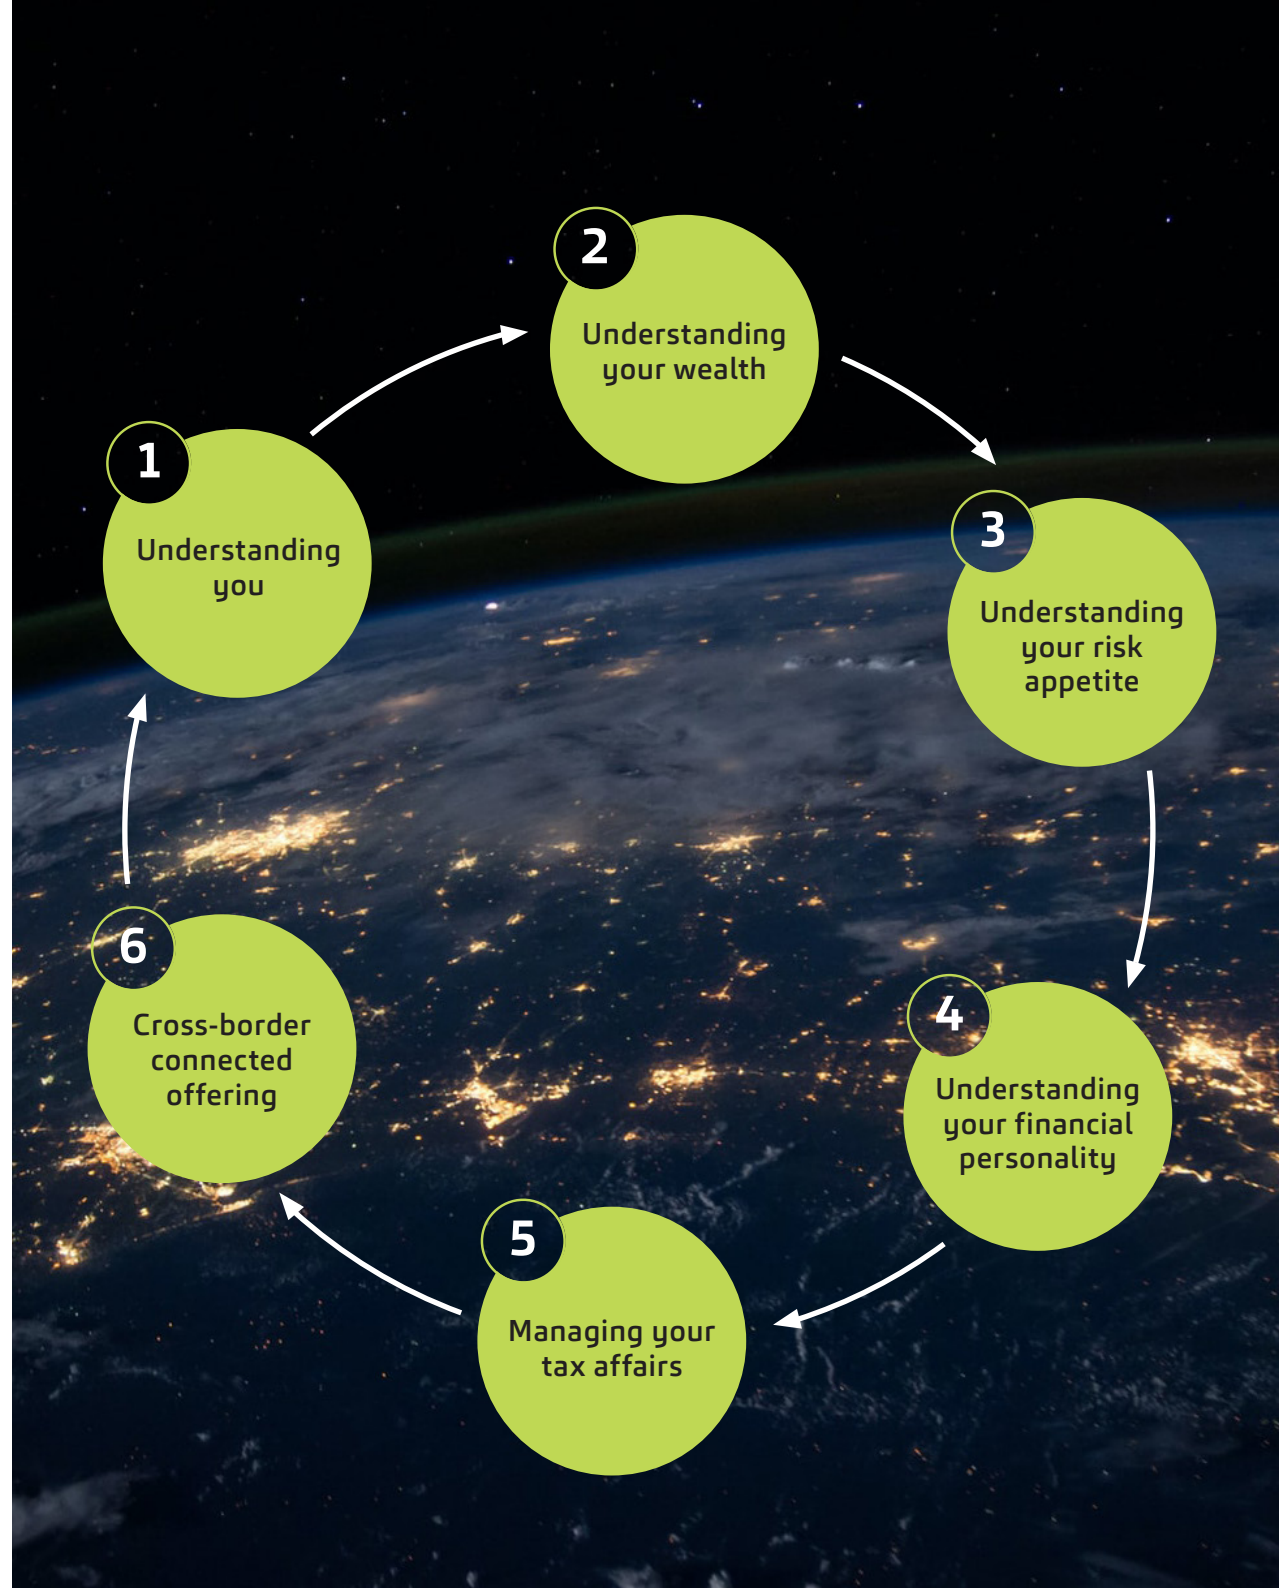 1
Understanding
you
2
Understanding
your wealth
3
Understanding
your risk
appetite
4
Understanding
your financial
personality
5
Managing your
tax affairs
6
Cross-border
connected
offering